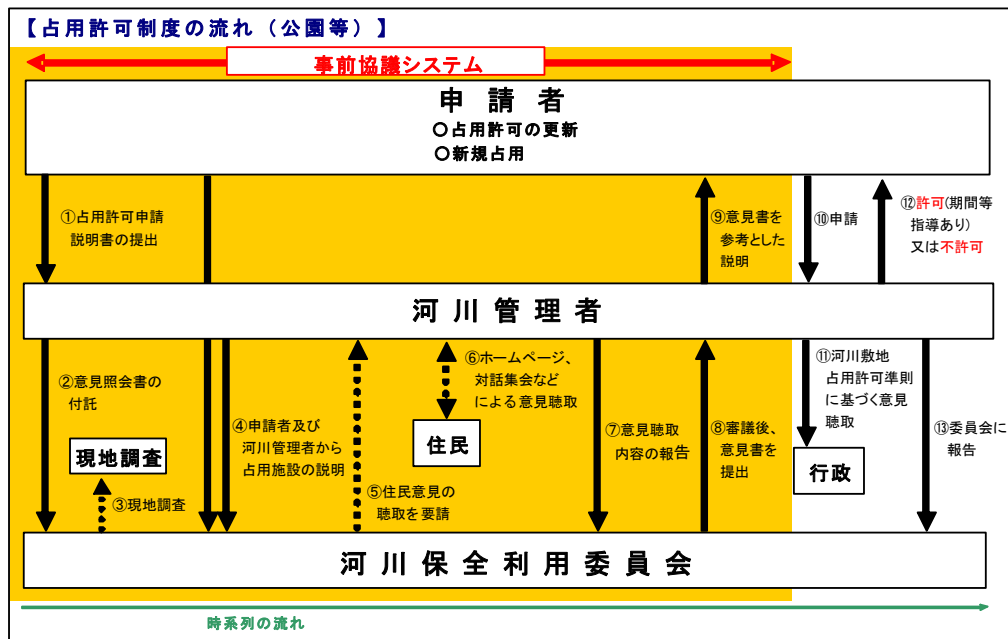 【占用許可制度の流れ（公園等）】
事前協議システム
申請者
○占用許可の更新
○新規占用
①占用許可申請
説明書の提出
⑨意見書を
参考とした
説明
⑩申請
⑫許可(期間等
指導あり)
又は不許可
河川管理者
②意見照会書の
付託
現地調査
③現地調査
④申請者及び
河川管理者から
占用施設の説明
⑤住民意見の
聴取を要請
⑥ホームページ、
対話集会など
による意見聴取
住民
⑦意見聴取
内容の報告
⑧審議後、
意見書を
提出
⑪河川敷地
占用許可準則
に基づく意見
聴取
行政
⑬委員会に
報告
河川保全利用委員会
時系列の流れ